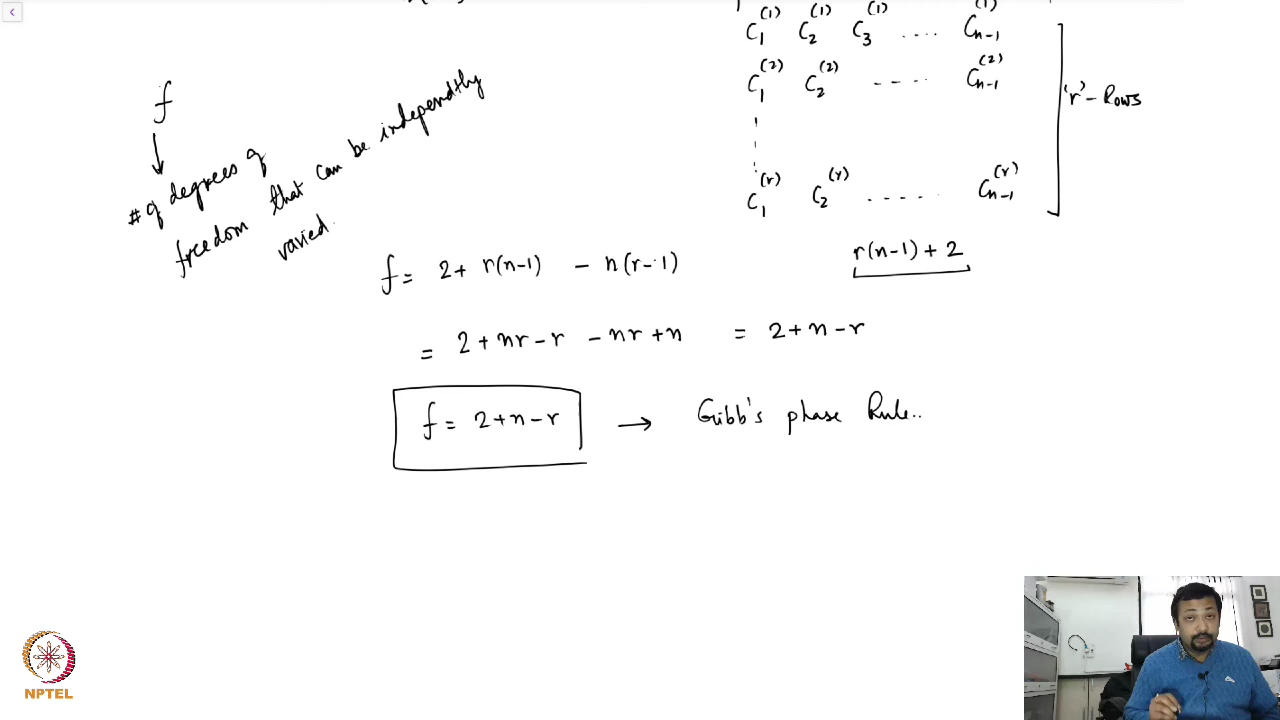 C₁⁽¹⁾ C₂⁽¹⁾ C₃⁽¹⁾ .... Cₙ₋₁⁽¹⁾
C₁⁽²⁾ C₂⁽²⁾ ---.. Cₙ₋₁⁽²⁾
'r' - Rows
C₁⁽ʳ⁾ C₂⁽ʳ⁾ ..... Cₙ₋₁⁽ʳ⁾
r(n-1) + 2
f
↓
# of degrees of
freedom that can be independtly
varied.
f = 2 + r(n-1) - n(r-1)
= 2 + nr - r - nr + n = 2 + n - r
f = 2 + n - r → Gibb's phase Rule..
NPTEL